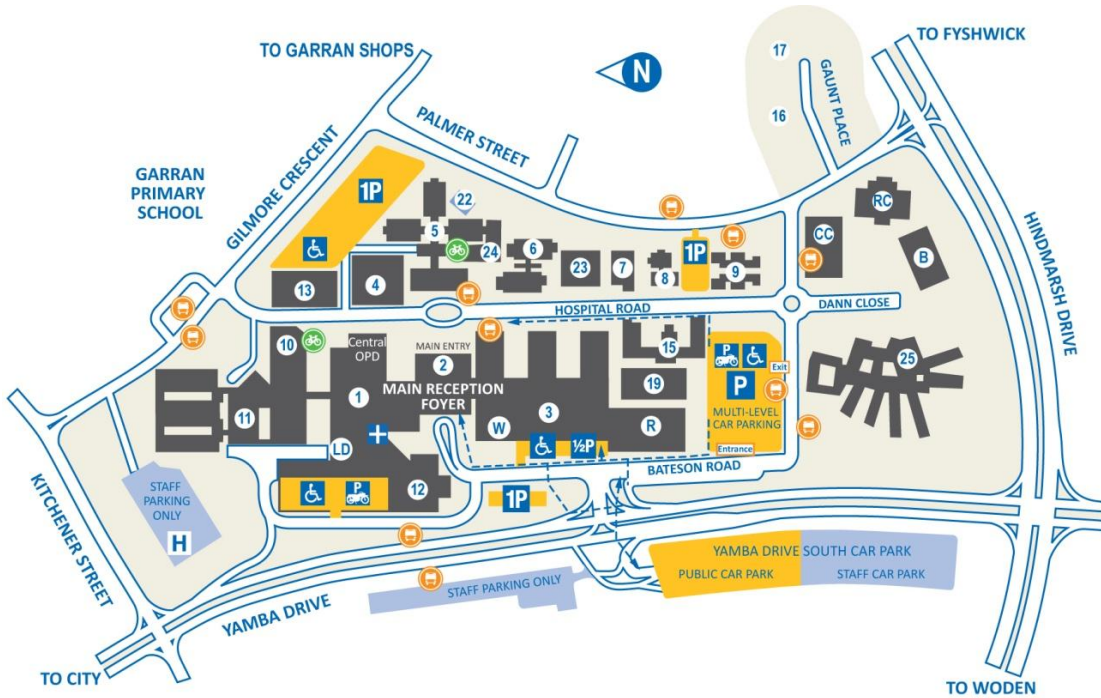 TO GARRAN SHOPS
TO FYSHWICK
N
17
GAUNT PLACE
16
PALMER STREET
GARRAN
PRIMARY
SCHOOL
GILMORE CRESCENT
1P
22
5
RC
CC
24
6
23
7
8
1P
9
B
13
4
HINDMARSH DRIVE
HOSPITAL ROAD
DANN CLOSE
10
Central
OPD
MAIN ENTRY
2
15
P
Exit
25
MAIN RECEPTION
FOYER
1
19
P
11
3
MULTI-LEVEL
CAR PARKING
W
R
LD
½P
Entrance
BATESON ROAD
KITCHENER STREET
STAFF
PARKING
ONLY
P
12
1P
H
YAMBA DRIVE SOUTH CAR PARK
PUBLIC CAR PARK
STAFF CAR PARK
STAFF PARKING ONLY
YAMBA DRIVE
TO CITY
TO WODEN